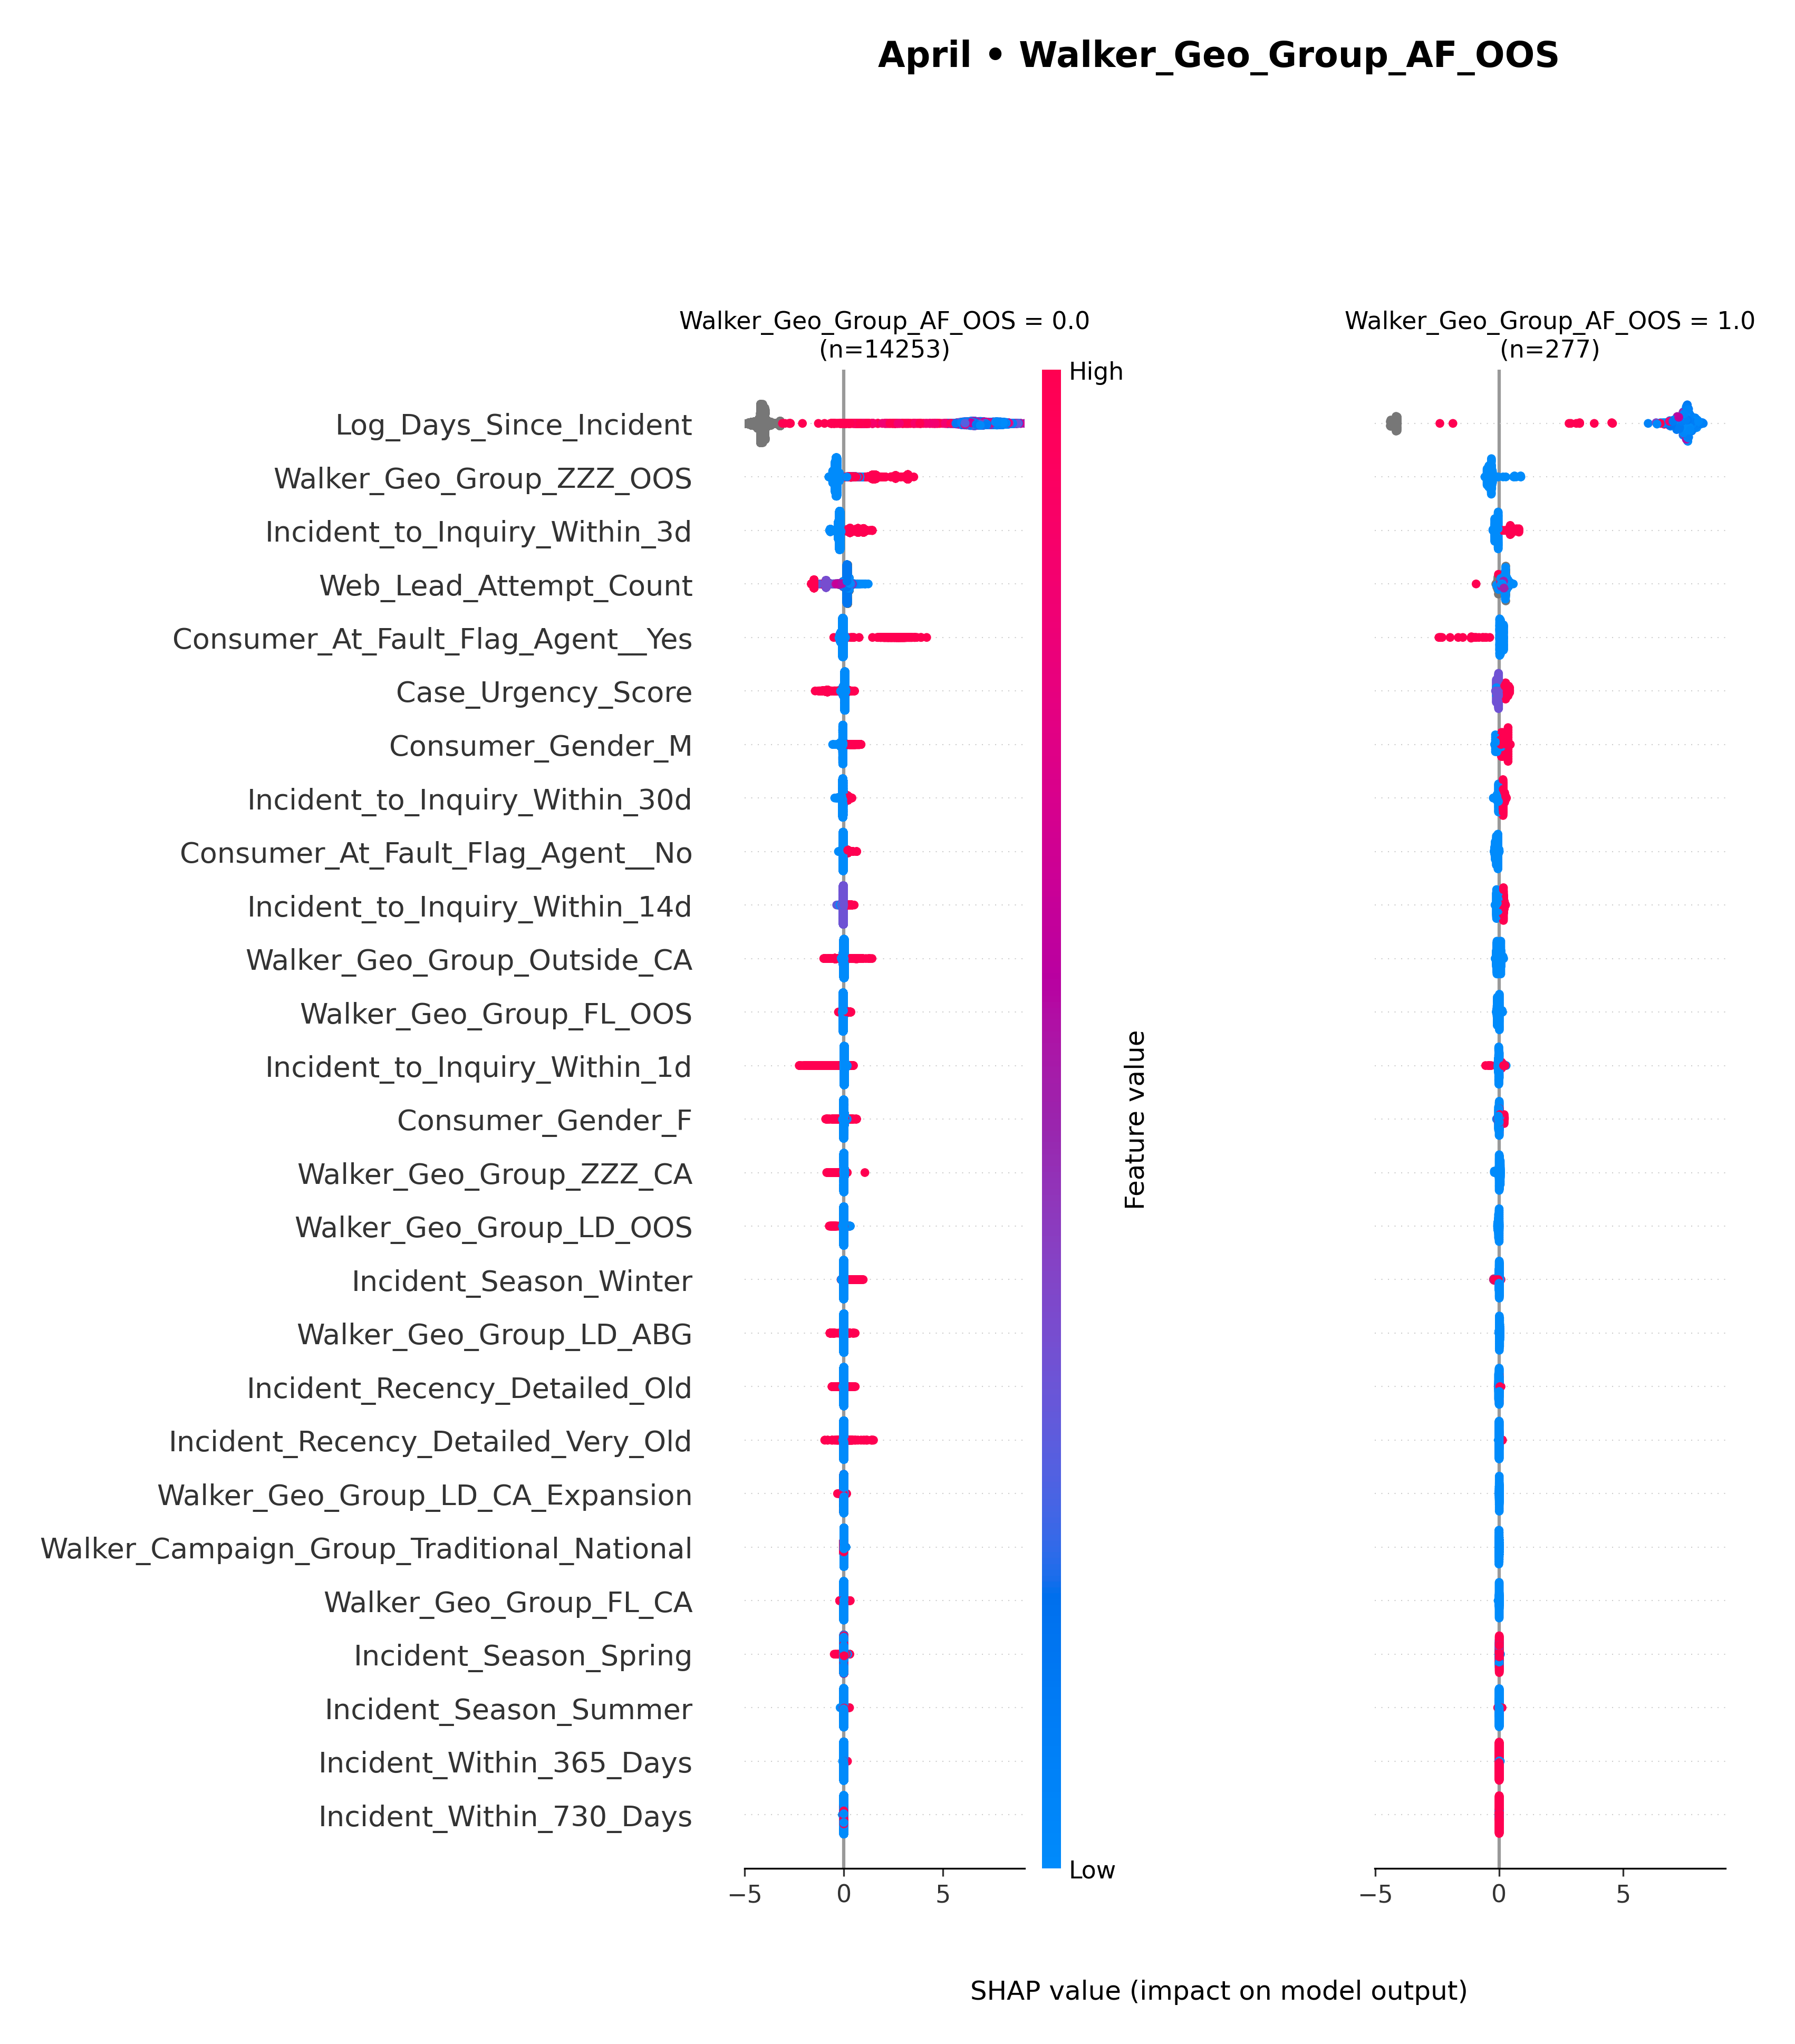 April • Walker_Geo_Group_AF_OOS
Walker_Geo_Group_AF_OOS = 0.0
(n=14253)
Walker_Geo_Group_AF_OOS = 1.0
(n=277)
High
Log_Days_Since_Incident
Walker_Geo_Group_ZZZ_OOS
Incident_to_Inquiry_Within_3d
Web_Lead_Attempt_Count
Consumer_At_Fault_Flag_Agent__Yes
Case_Urgency_Score
Consumer_Gender_M
Incident_to_Inquiry_Within_30d
Consumer_At_Fault_Flag_Agent__No
Incident_to_Inquiry_Within_14d
Walker_Geo_Group_Outside_CA
Walker_Geo_Group_FL_OOS
Incident_to_Inquiry_Within_1d
Consumer_Gender_F
Walker_Geo_Group_ZZZ_CA
Walker_Geo_Group_LD_OOS
Incident_Season_Winter
Walker_Geo_Group_LD_ABG
Incident_Recency_Detailed_Old
Incident_Recency_Detailed_Very_Old
Walker_Geo_Group_LD_CA_Expansion
Walker_Campaign_Group_Traditional_National
Walker_Geo_Group_FL_CA
Incident_Season_Spring
Incident_Season_Summer
Incident_Within_365_Days
Incident_Within_730_Days
Feature value
Low
−5 0 5
−5 0 5
SHAP value (impact on model output)